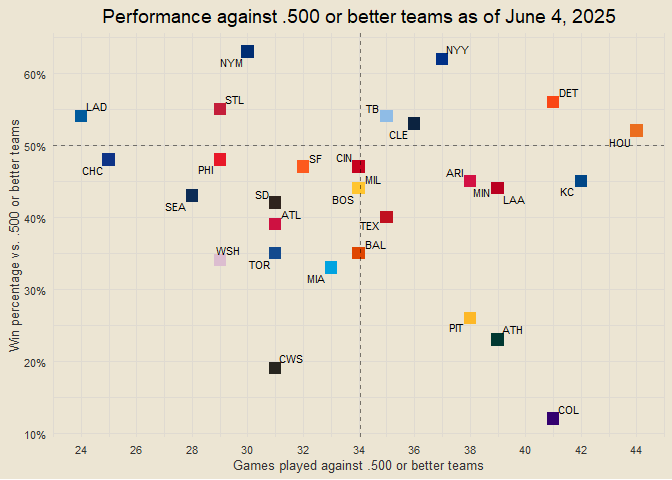 Performance against .500 or better teams as of June 4, 2025
Win percentage vs. .500 or better teams
60%
50%
40%
30%
20%
10%
NYM
NYY
LAD
STL
TB
CLE
DET
HOU
CHC
PHI
SF
CIN
SEA
SD
MIL
BOS
ARI
MIN
LAA
KC
ATL
TEX
WSH
TOR
BAL
MIA
PIT
ATH
CWS
COL
24 26 28 30 32 34 36 38 40 42 44
Games played against .500 or better teams